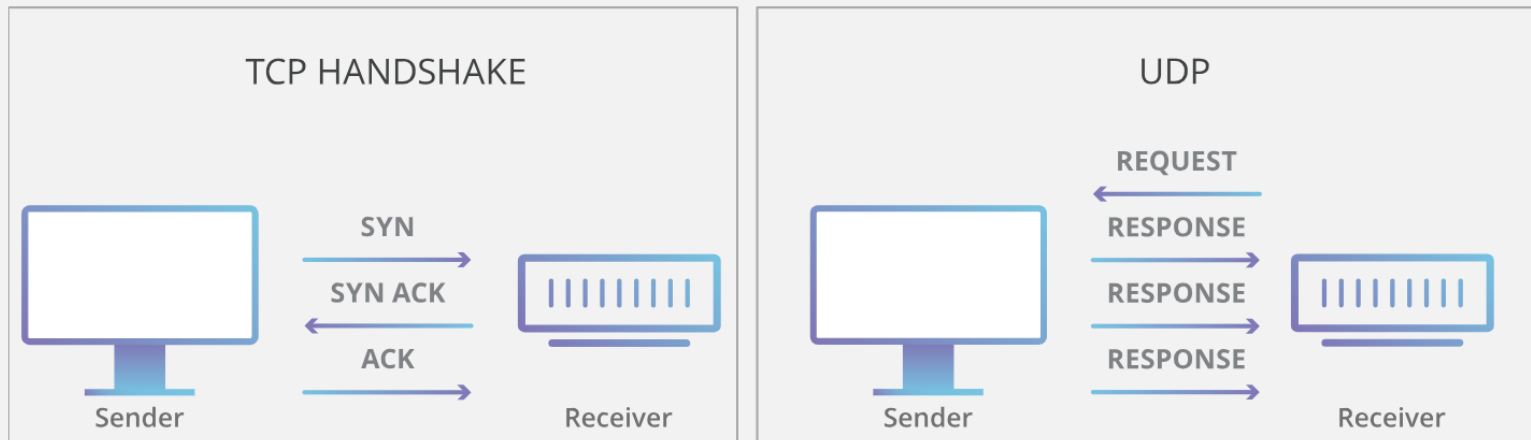 TCP HANDSHAKE
SYN
SYN ACK
ACK
Sender
Receiver
UDP
REQUEST
RESPONSE
RESPONSE
RESPONSE
Sender
Receiver